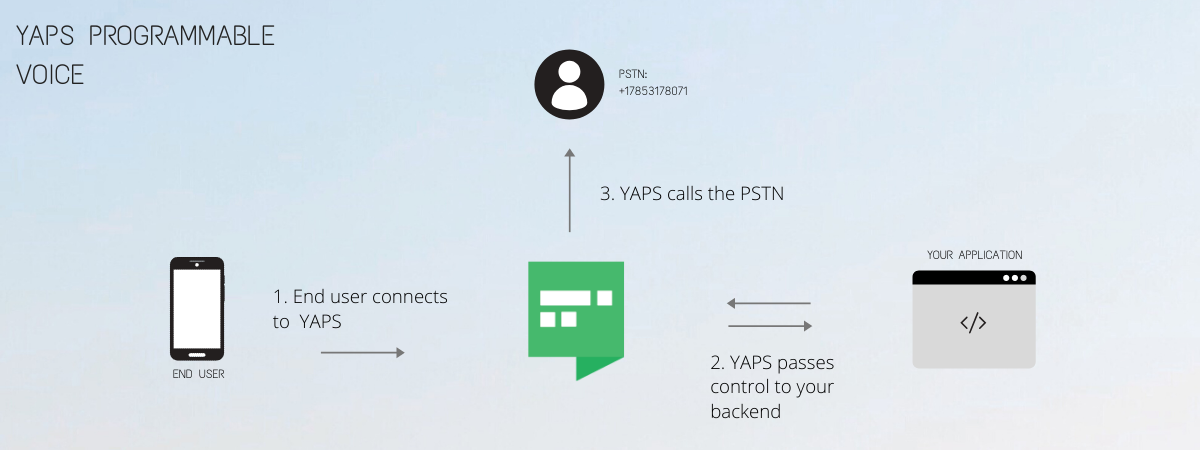 YAPS PROGRAMMABLE
VOICE
PSTN:
+17853178071
3. YAPS calls the PSTN
YOUR APPLICATION
</>
1. End user connects
to YAPS
2. YAPS passes
control to your
backend
END USER